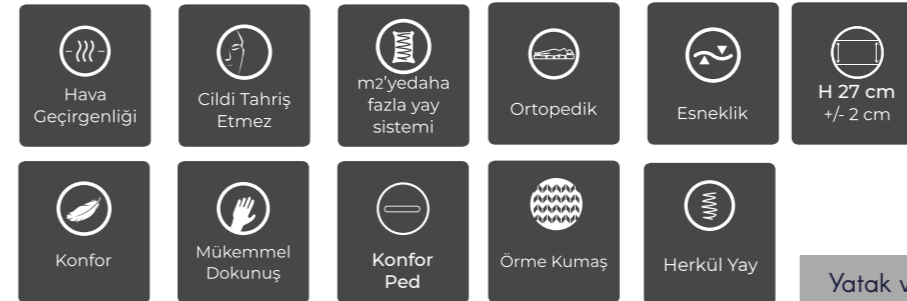 Hava
Geçirgenliği
Cildi Tahriş
Etmez
m2'yedaha
fazla yay
sistemi
Ortopedik
Esneklik
H 27 cm
+/- 2 cm
Konfor
Mükemmel
Dokunuş
Konfor
Ped
Örme Kumaş
Herkül Yay
Yatak v